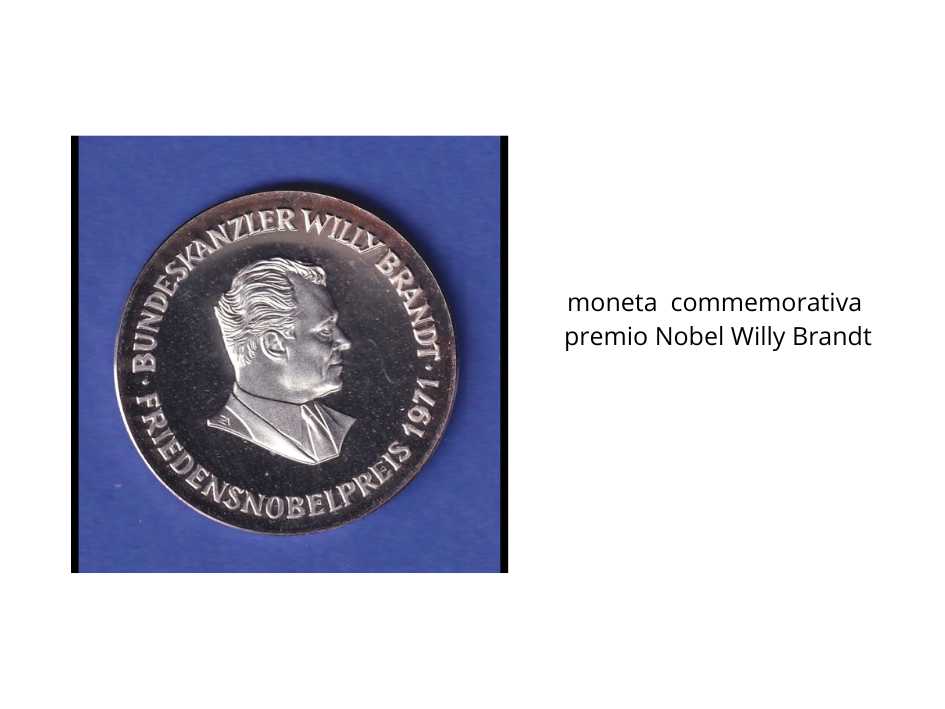 BUNDESKANZLER WILLY BRANDT ·
FRIEDENSNOBELPREIS 1971 ·
moneta  commemorativa
premio Nobel Willy Brandt